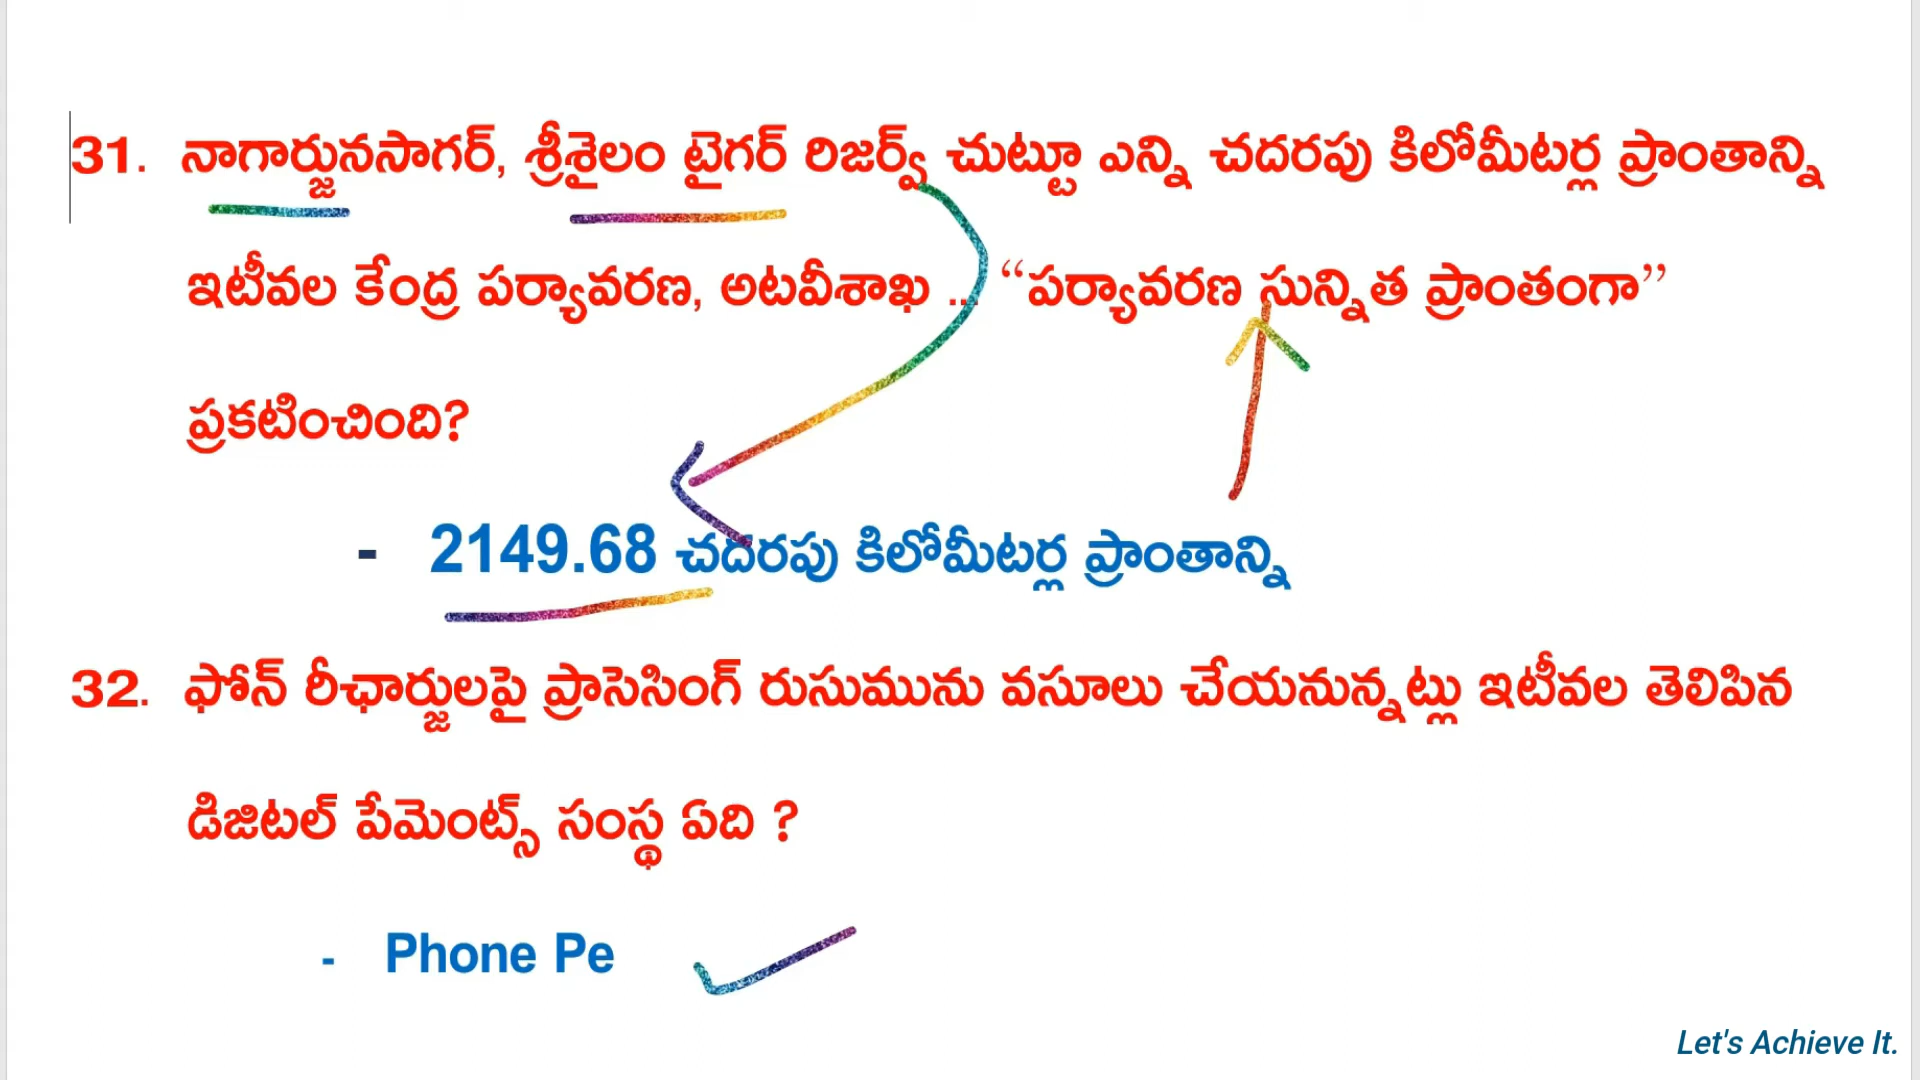 31. నాగార్జునసాగర్, శ్రీశైలం టైగర్ రిజర్వ్ చుట్టూ ఎన్ని చదరపు కిలోమీటర్ల ప్రాంతాన్ని
ఇటీవల కేంద్ర పర్యావరణ, అటవీశాఖ ... “పర్యావరణ సున్నిత ప్రాంతంగా”
ప్రకటించింది?
- 2149.68 చదరపు కిలోమీటర్ల ప్రాంతాన్ని
32. ఫోన్ రీఛార్జులపై ప్రాసెసింగ్ రుసుమును వసూలు చేయనున్నట్లు ఇటీవల తెలిపిన
డిజిటల్ పేమెంట్స్ సంస్థ ఏది ?
- Phone Pe
Let's Achieve It.